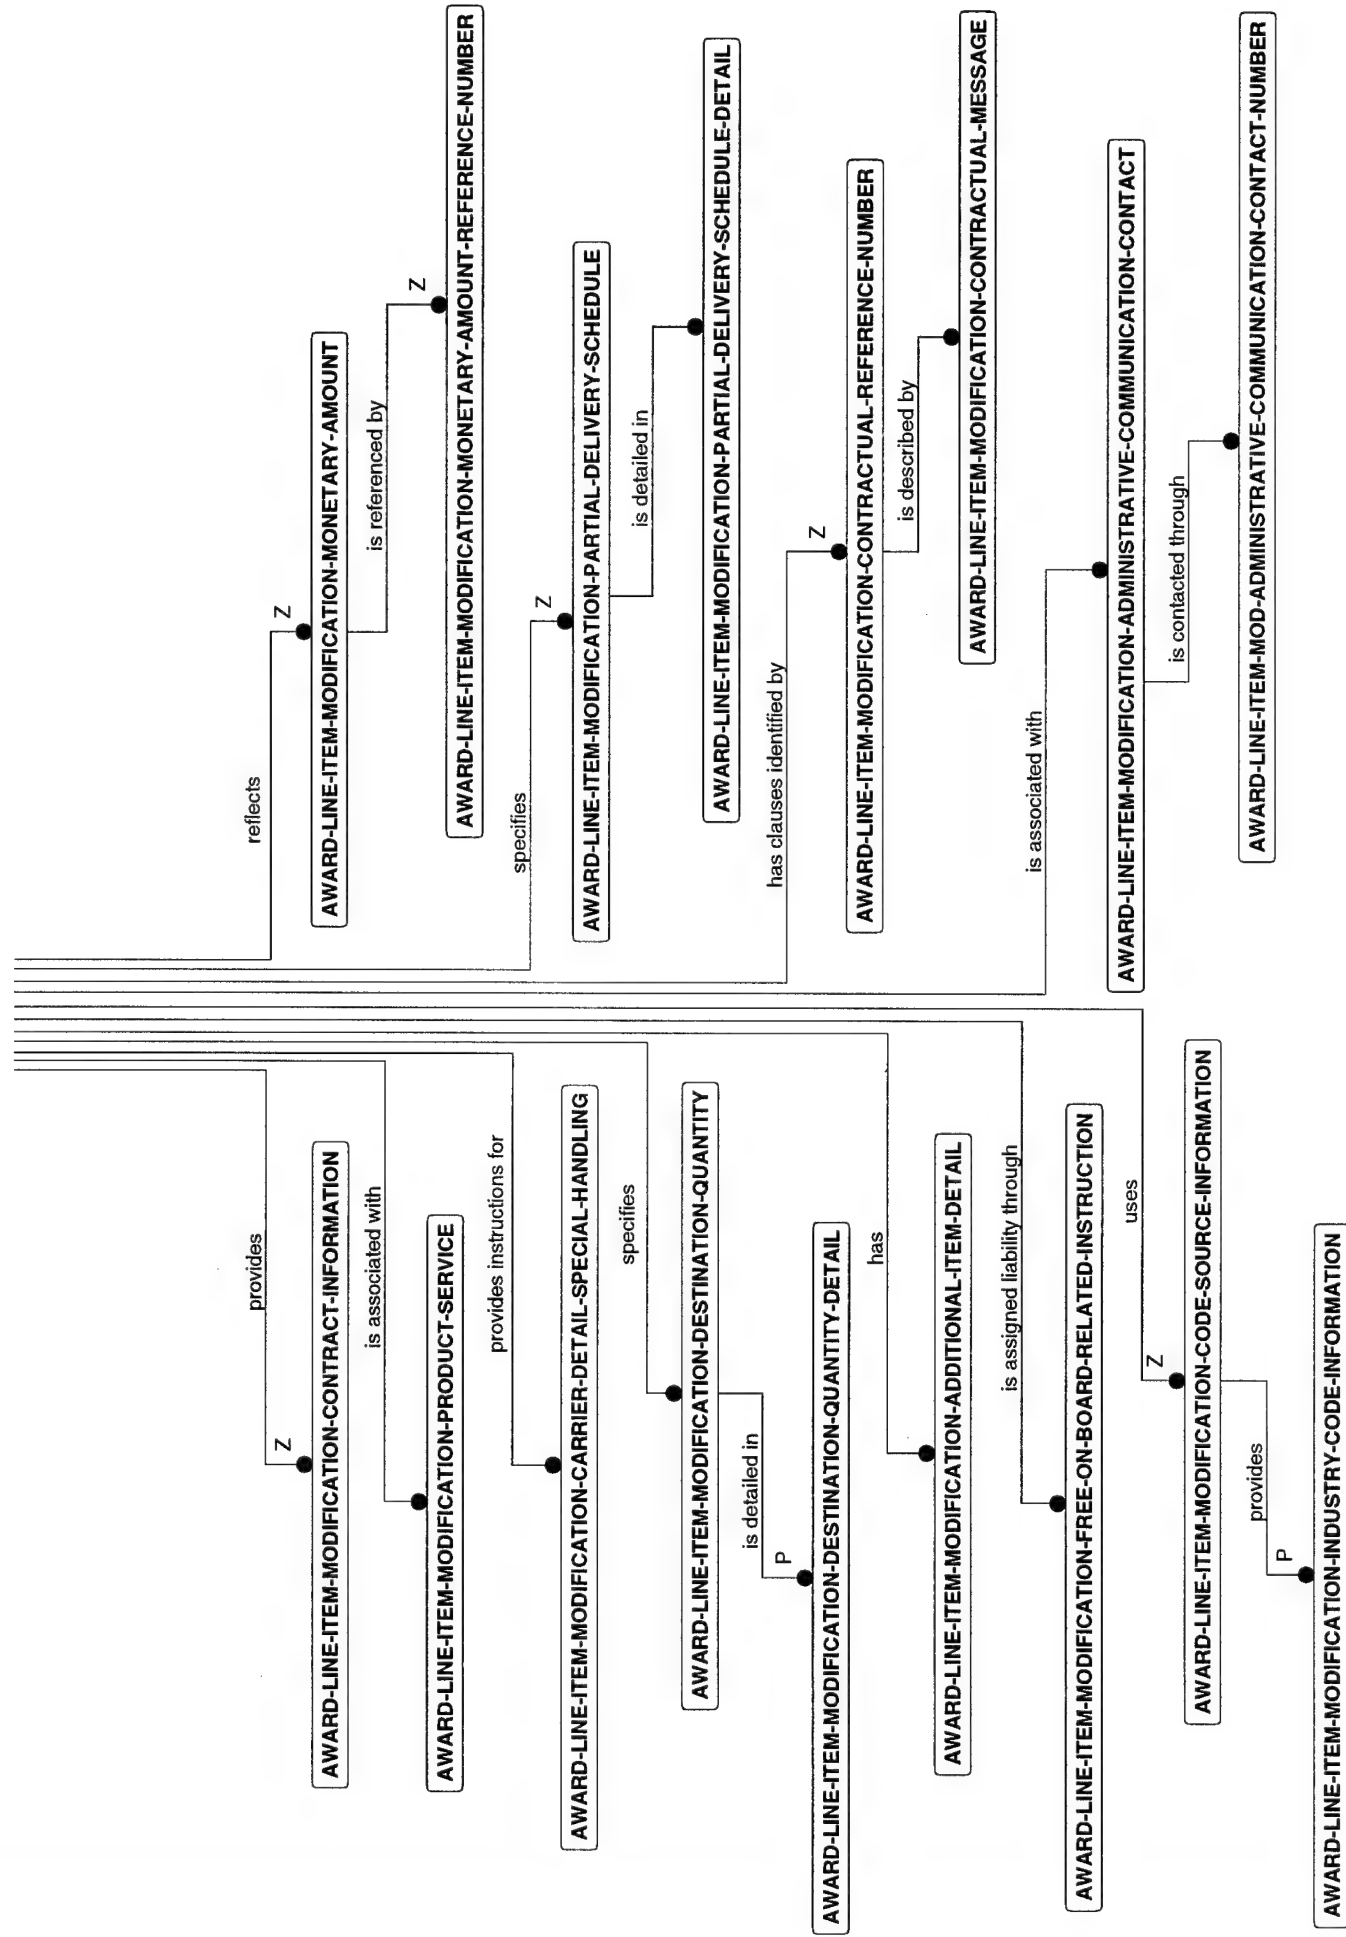 reflects
Z
AWARD-LINE-ITEM-MODIFICATION-MONETARY-AMOUNT
is referenced by
Z
AWARD-LINE-ITEM-MODIFICATION-MONETARY-AMOUNT-REFERENCE-NUMBER
specifies
Z
AWARD-LINE-ITEM-MODIFICATION-PARTIAL-DELIVERY-SCHEDULE
is detailed in
AWARD-LINE-ITEM-MODIFICATION-PARTIAL-DELIVERY-SCHEDULE-DETAIL
has clauses identified by
Z
AWARD-LINE-ITEM-MODIFICATION-CONTRACTUAL-REFERENCE-NUMBER
is described by
AWARD-LINE-ITEM-MODIFICATION-CONTRACTUAL-MESSAGE
is associated with
AWARD-LINE-ITEM-MODIFICATION-ADMINISTRATIVE-COMMUNICATION-CONTACT
is contacted through
AWARD-LINE-ITEM-MOD-ADMINISTRATIVE-COMMUNICATION-CONTACT-NUMBER
provides
Z
AWARD-LINE-ITEM-MODIFICATION-CONTRACT-INFORMATION
is associated with
AWARD-LINE-ITEM-MODIFICATION-PRODUCT-SERVICE
provides instructions for
AWARD-LINE-ITEM-MODIFICATION-CARRIER-DETAIL-SPECIAL-HANDLING
specifies
AWARD-LINE-ITEM-MODIFICATION-DESTINATION-QUANTITY
is detailed in
P
AWARD-LINE-ITEM-MODIFICATION-DESTINATION-QUANTITY-DETAIL
has
AWARD-LINE-ITEM-MODIFICATION-ADDITIONAL-ITEM-DETAIL
is assigned liability through
AWARD-LINE-ITEM-MODIFICATION-FREE-ON-BOARD-RELATED-INSTRUCTION
uses
Z
AWARD-LINE-ITEM-MODIFICATION-CODE-SOURCE-INFORMATION
provides
P
AWARD-LINE-ITEM-MODIFICATION-INDUSTRY-CODE-INFORMATION